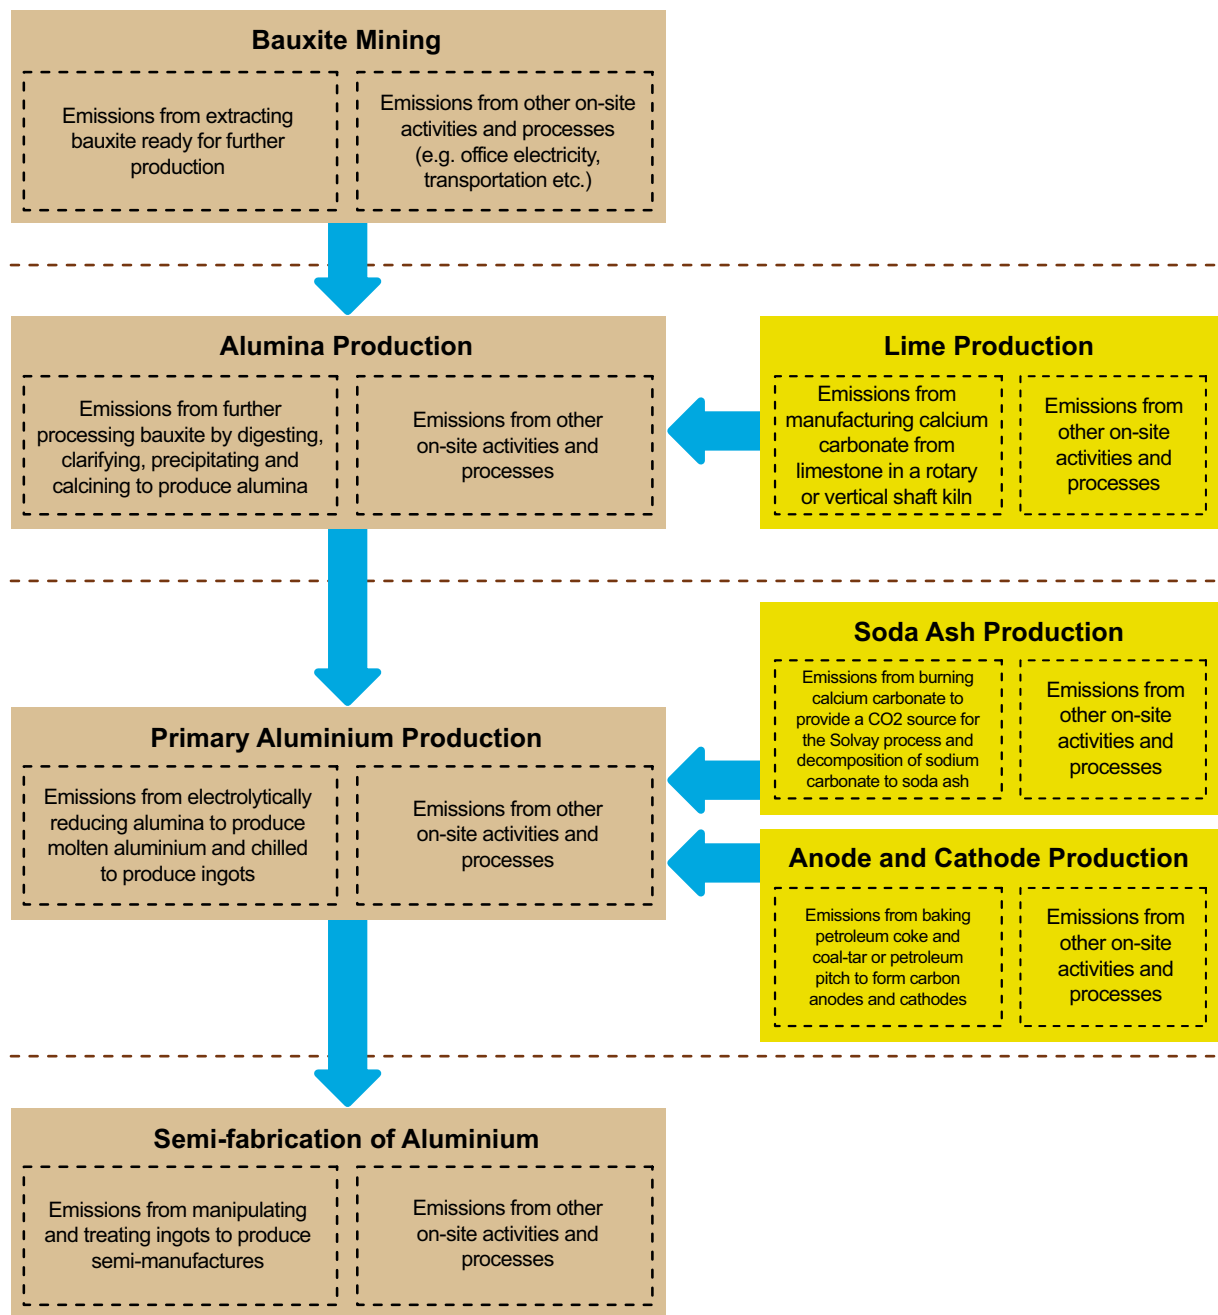 Bauxite Mining
Emissions from extracting
bauxite ready for further
production
Emissions from other on-site
activities and processes
(e.g. office electricity,
transportation etc.)
Alumina Production
Emissions from further
processing bauxite by digesting,
clarifying, precipitating and
calcining to produce alumina
Emissions from other
on-site activities and
processes
Lime Production
Emissions from
manufacturing calcium
carbonate from
limestone in a rotary
or vertical shaft kiln
Emissions from
other on-site
activities and
processes
Soda Ash Production
Emissions from burning
calcium carbonate to
provide a CO2 source for
the Solvay process and
decomposition of sodium
carbonate to soda ash
Emissions from
other on-site
activities and
processes
Primary Aluminium Production
Emissions from electrolytically
reducing alumina to produce
molten aluminium and chilled
to produce ingots
Emissions from other
on-site activities and
processes
Anode and Cathode Production
Emissions from baking
petroleum coke and
coal-tar or petroleum
pitch to form carbon
anodes and cathodes
Emissions from
other on-site
activities and
processes
Semi-fabrication of Aluminium
Emissions from manipulating
and treating ingots to produce
semi-manufactures
Emissions from other
on-site activities and
processes